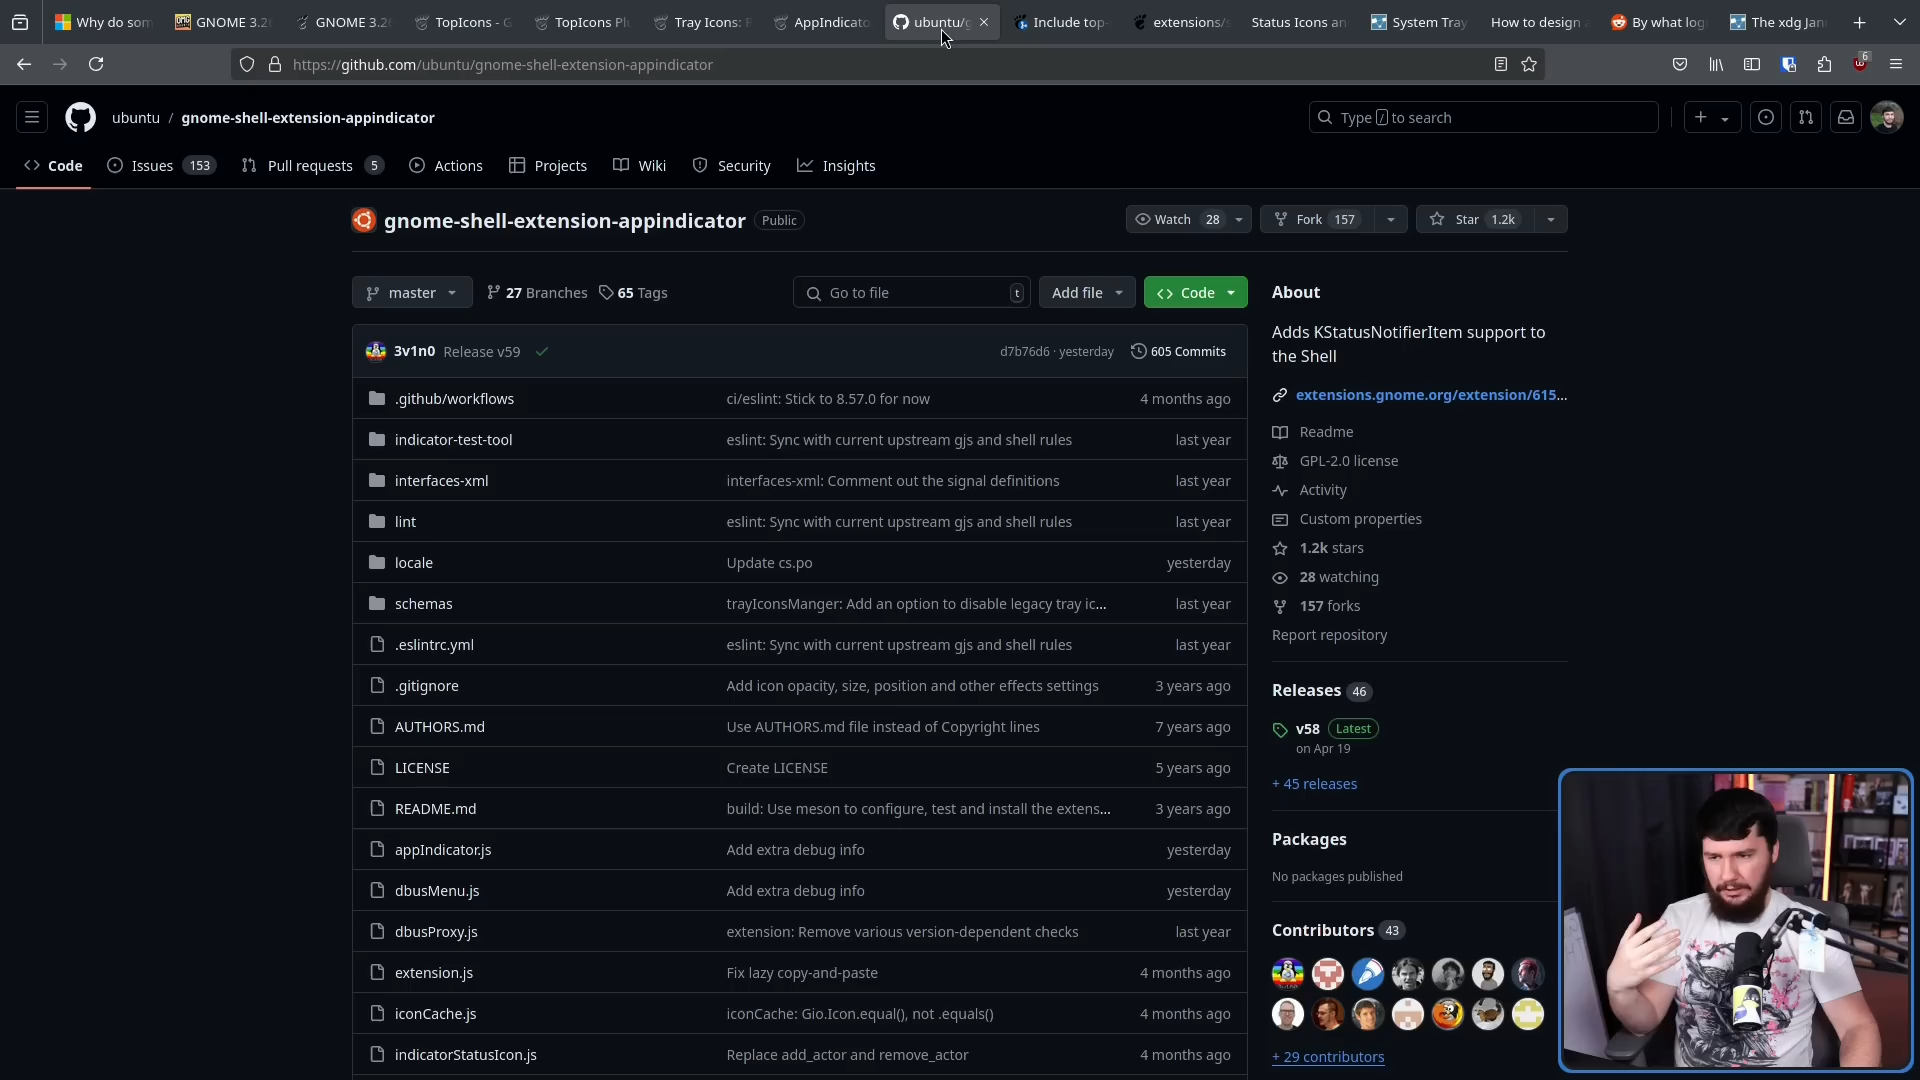 Why do som
GNOME 3.2
GNOME 3.26
TopIcons - G
TopIcons Pl
Tray Icons: R
AppIndicato
ubuntu/g
Include top-
extensions/s
Status Icons an
System Tray
How to design
By what log
The xdg Jan
https://github.com/ubuntu/gnome-shell-extension-appindicator
6
ubuntu / gnome-shell-extension-appindicator
Type / to search
Code
Issues 153
Pull requests 5
Actions
Projects
Wiki
Security
Insights
gnome-shell-extension-appindicator Public
Watch 28
Fork 157
Star 1.2k
master
27 Branches
65 Tags
Go to file t
Add file
Code
3v1n0 Release v59 d7b76d6 · yesterday 605 Commits
.github/workflows ci/eslint: Stick to 8.57.0 for now 4 months ago
indicator-test-tool eslint: Sync with current upstream gjs and shell rules last year
interfaces-xml interfaces-xml: Comment out the signal definitions last year
lint eslint: Sync with current upstream gjs and shell rules last year
locale Update cs.po yesterday
schemas trayIconsManger: Add an option to disable legacy tray ic... last year
.eslintrc.yml eslint: Sync with current upstream gjs and shell rules last year
.gitignore Add icon opacity, size, position and other effects settings 3 years ago
AUTHORS.md Use AUTHORS.md file instead of Copyright lines 7 years ago
LICENSE Create LICENSE 5 years ago
README.md build: Use meson to configure, test and install the extens... 3 years ago
appIndicator.js Add extra debug info yesterday
dbusMenu.js Add extra debug info yesterday
dbusProxy.js extension: Remove various version-dependent checks last year
extension.js Fix lazy copy-and-paste 4 months ago
iconCache.js iconCache: Gio.Icon.equal(), not .equals() 4 months ago
indicatorStatusIcon.js Replace add_actor and remove_actor 4 months ago
About
Adds KStatusNotifierItem support to
the Shell
extensions.gnome.org/extension/615...
Readme
GPL-2.0 license
Activity
Custom properties
1.2k stars
28 watching
157 forks
Report repository
Releases 46
v58 Latest
on Apr 19
+ 45 releases
Packages
No packages published
Contributors 43
+ 29 contributors